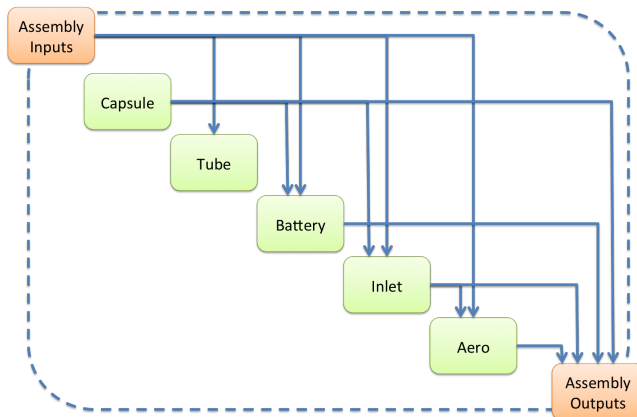 Assembly
Inputs
Capsule
Tube
Battery
Inlet
Aero
Assembly
Outputs